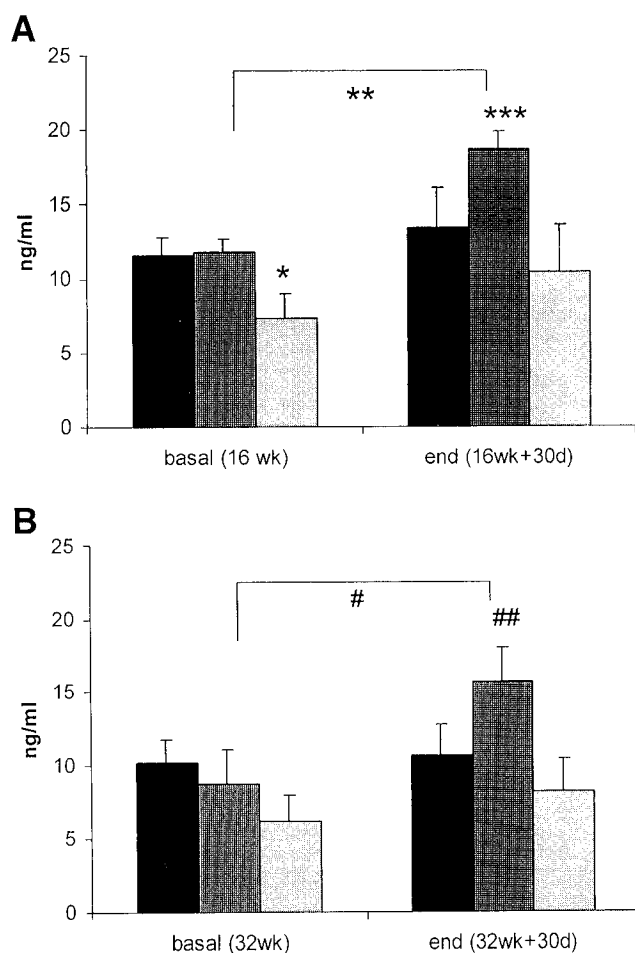 A
25
**
***
20
15
ng/ml
10
*
5
0
basal (16 wk)
end (16wk+30d)
B
25
#
##
20
15
ng/ml
10
5
0
basal (32wk)
end (32wk+30d)